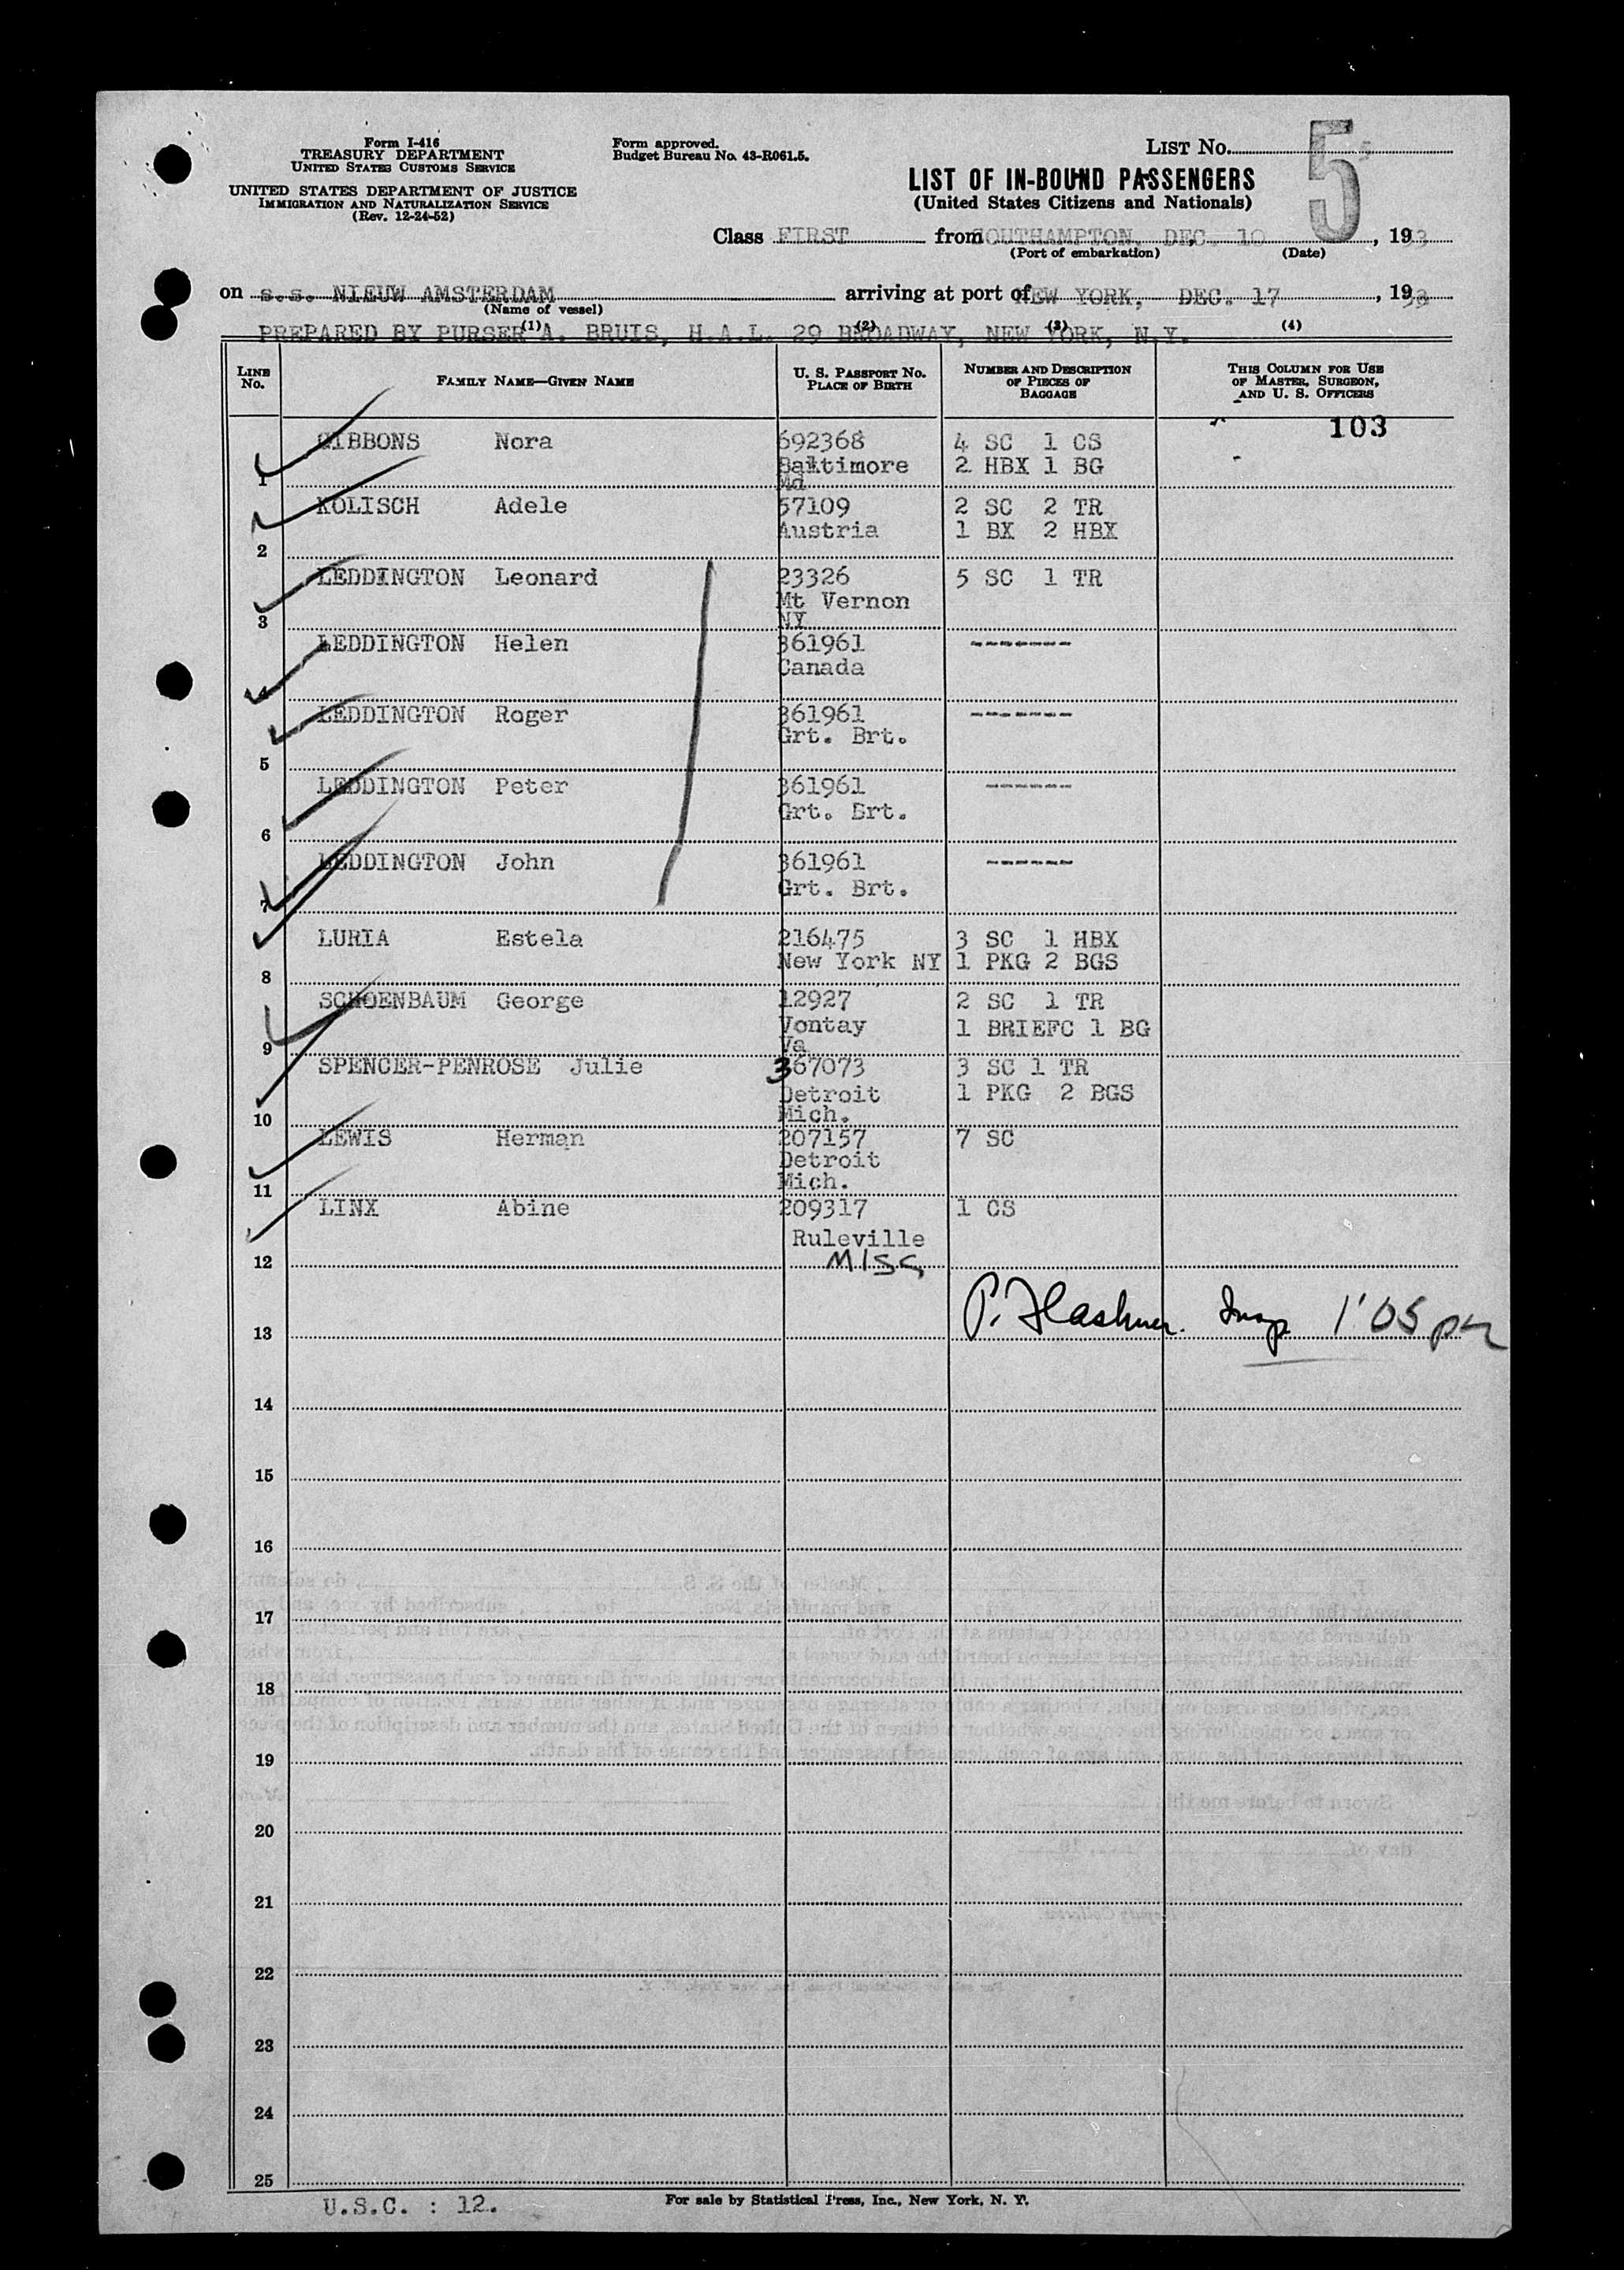 Form I-416
TREASURY DEPARTMENT
UNITED STATES CUSTOMS SERVICE
UNITED STATES DEPARTMENT OF JUSTICE
IMMIGRATION AND NATURALIZATION SERVICE
(Rev. 12-24-52)
Form approved.
Budget Bureau No. 43-R061.5.
LIST No. 5
LIST OF IN-BOUND PASSENGERS
(United States Citizens and Nationals)
Class FIRST from SOUTHAMPTON, DEC. 10, 19
(Port of embarkation) (Date)
on s.s. NIEUW AMSTERDAM arriving at port of NEW YORK, DEC. 17, 19
(Name of vessel)
PREPARED BY PURSER A. BRUIS, H.A.L. 29 BROADWAY, NEW YORK, N.Y.
(1) (2) (3) (4)
LINE No.
FAMILY NAME—GIVEN NAME
U. S. PASSPORT No. PLACE OF BIRTH
NUMBER AND DESCRIPTION OF PIECES OF BAGGAGE
THIS COLUMN FOR USE OF MASTER, SURGEON, AND U. S. OFFICERS
103
GIBBONS Nora 692368 4 SC 1 CS
Baltimore 2 HBX 1 BG
1 Md
KOLISCH Adele 57109 2 SC 2 TR
Austria 1 BX 2 HBX
2
LEDDINGTON Leonard 23326 5 SC 1 TR
Mt Vernon
3 NY
LEDDINGTON Helen 361961 -------
Canada
4
LEDDINGTON Roger 361961 -------
Grt. Brt.
5
LEDDINGTON Peter 361961 ------
Grt. Brt.
6
LEDDINGTON John 361961 ------
Grt. Brt.
7
LURIA Estela 216475 3 SC 1 HBX
New York NY 1 PKG 2 BGS
8
SCHOENBAUM George 12927 2 SC 1 TR
Vontay 1 BRIEFC 1 BG
9 Va
SPENCER-PENROSE Julie 367073 3 SC 1 TR
Detroit 1 PKG 2 BGS
10 Mich.
LEWIS Herman 207157 7 SC
Detroit
11 Mich.
LINX Abine 209317 1 CS
Ruleville
12 MISS
13 Insp 1'05 pm
14
15
16
17
18
19
20
21
22
23
24
25
U.S.C. : 12.
For sale by Statistical Press, Inc., New York, N. Y.